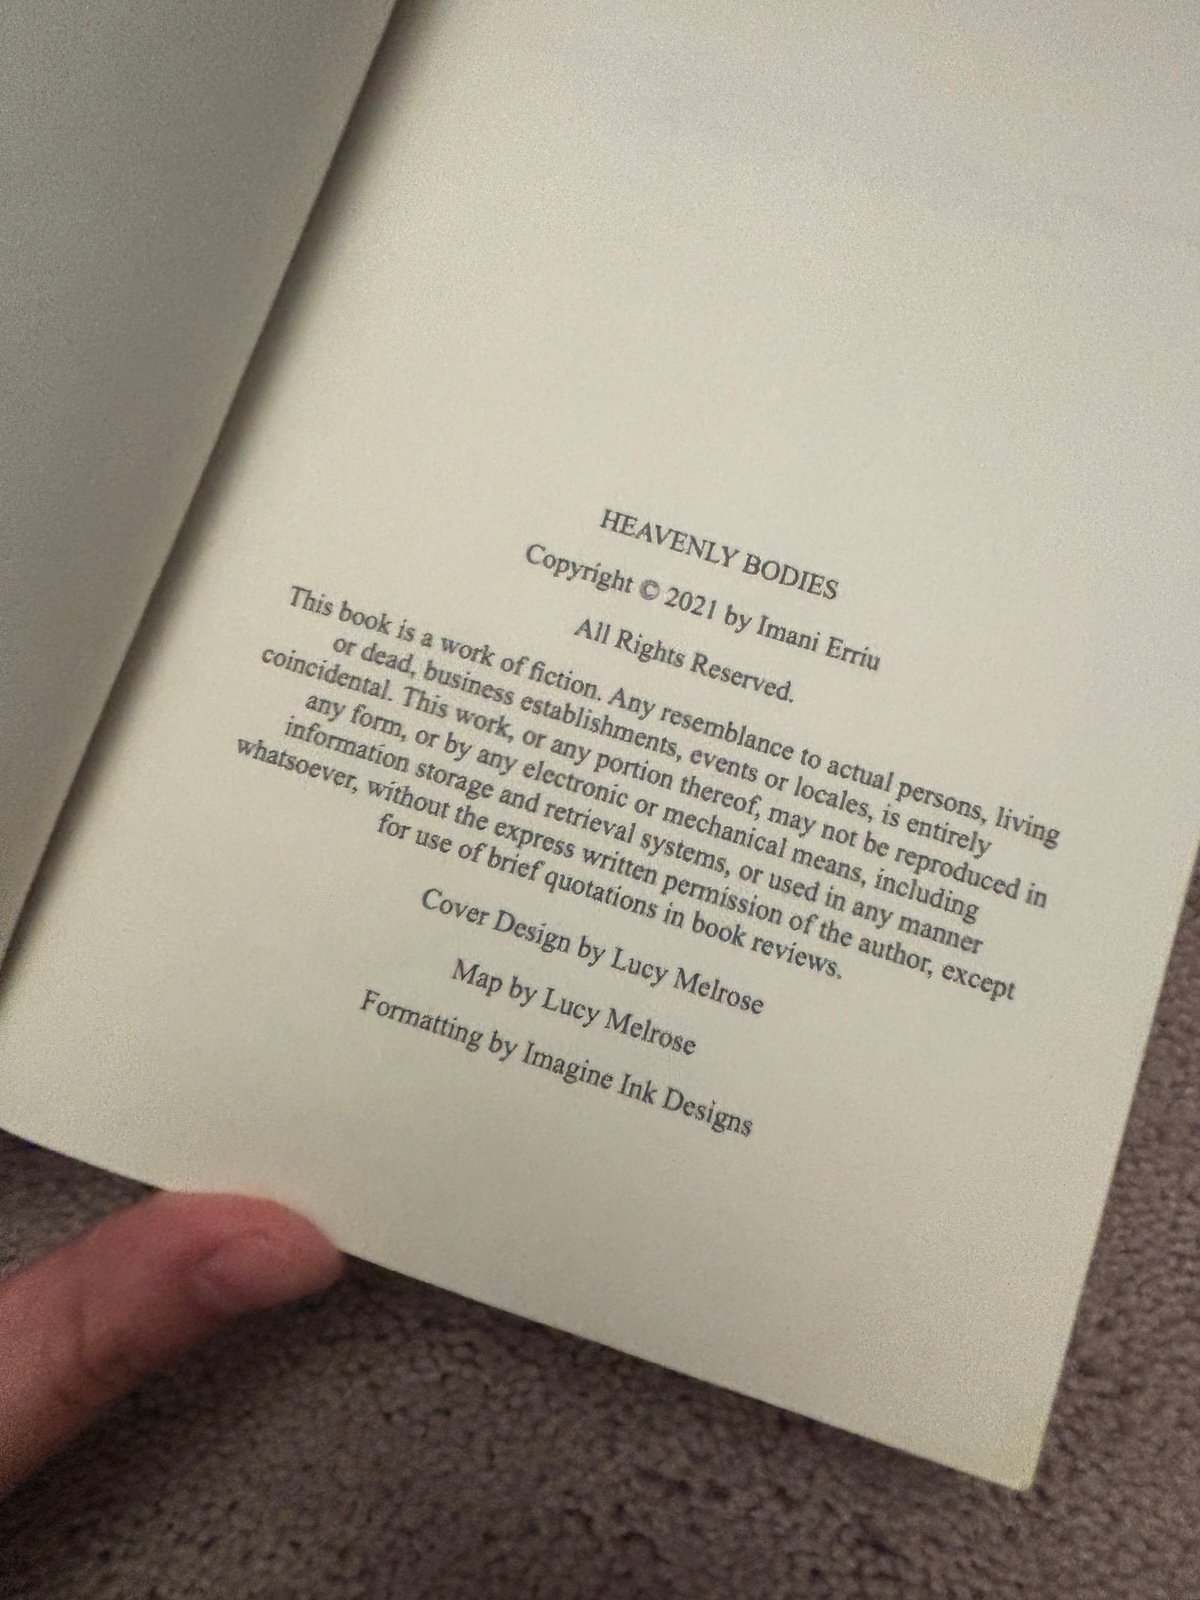 HEAVENLY BODIES
Copyright © 2021 by Imani Erriu
All Rights Reserved.
This book is a work of fiction. Any resemblance to actual persons, living
or dead, business establishments, events or locales, is entirely
coincidental. This work, or any portion thereof, may not be reproduced in
any form, or by any electronic or mechanical means, including
information storage and retrieval systems, or used in any manner
whatsoever, without the express written permission of the author, except
for use of brief quotations in book reviews.
Cover Design by Lucy Melrose
Map by Lucy Melrose
Formatting by Imagine Ink Designs